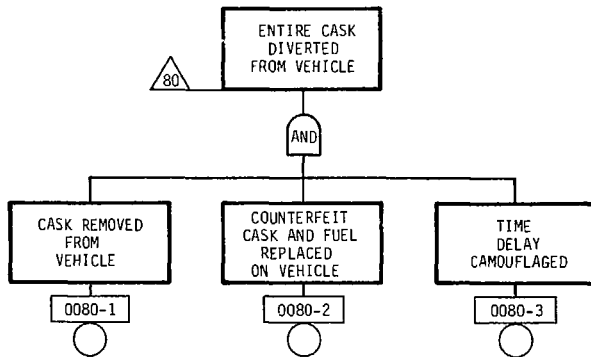 ENTIRE CASK
DIVERTED
FROM VEHICLE
80
AND
CASK REMOVED
FROM
VEHICLE
COUNTERFEIT
CASK AND FUEL
REPLACED
ON VEHICLE
TIME
DELAY
CAMOUFLAGED
0080-1
0080-2
0080-3